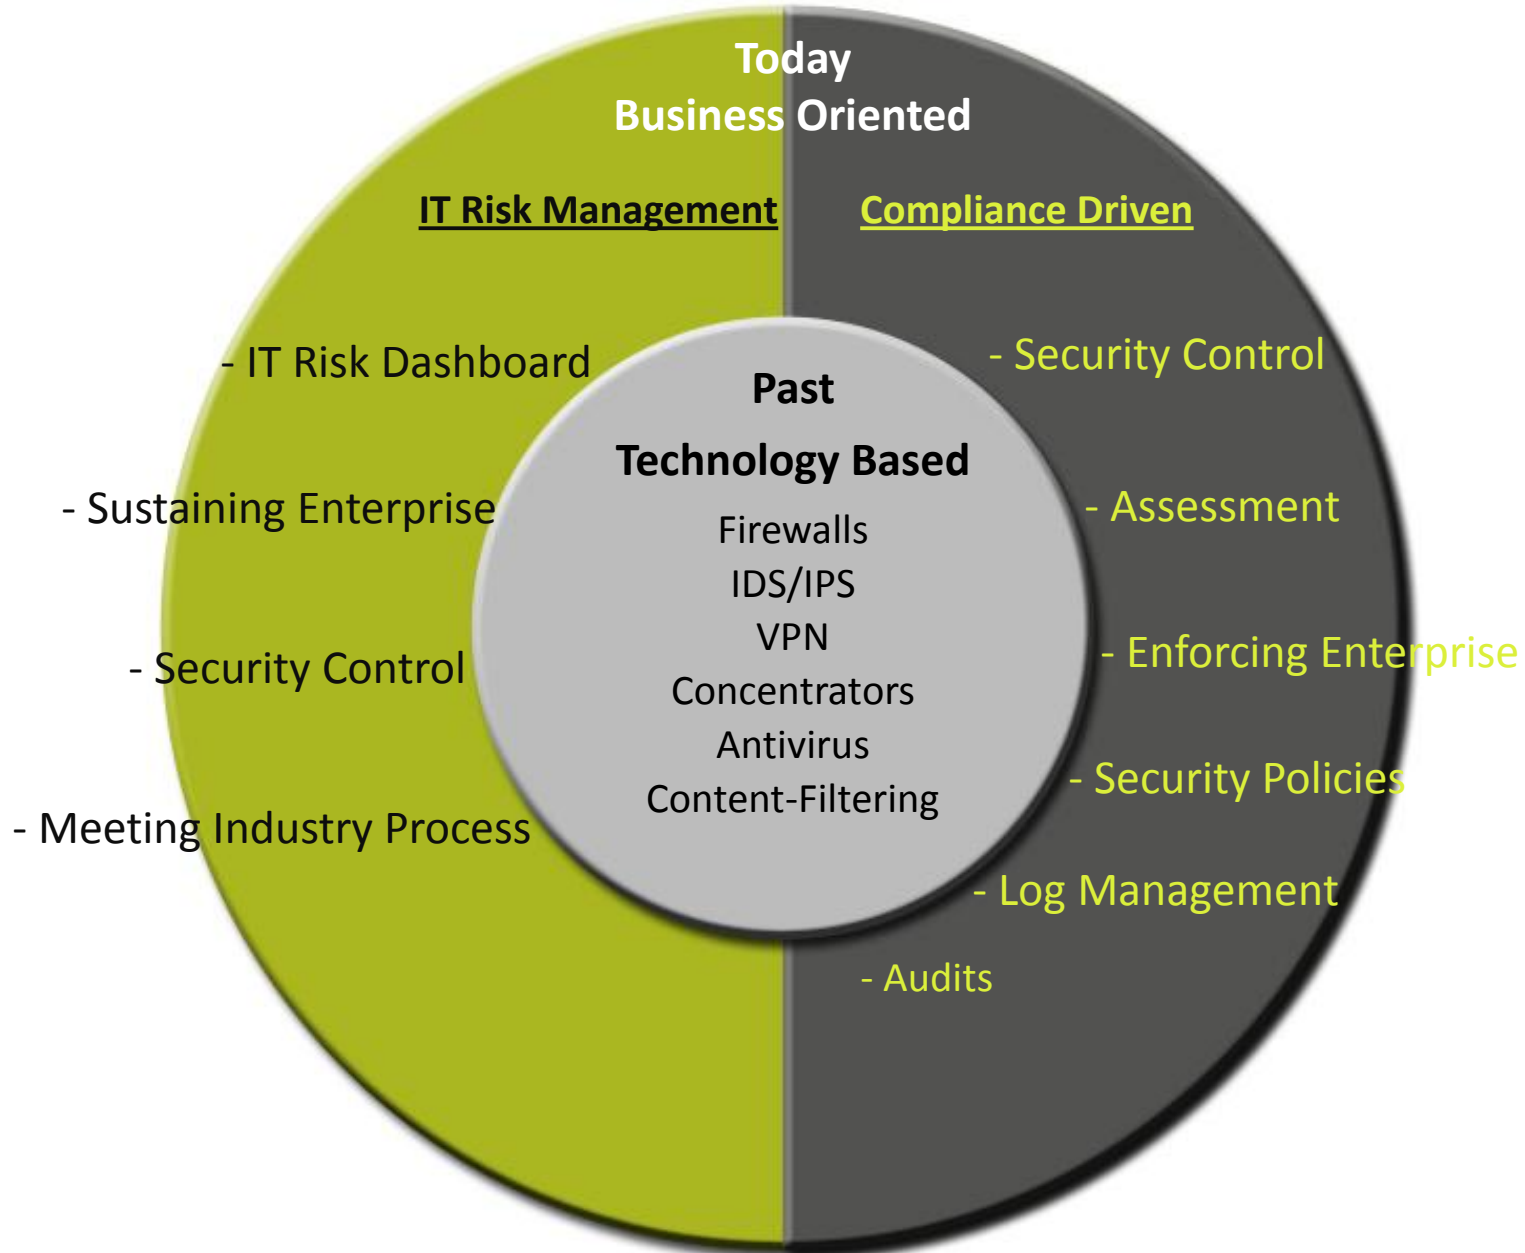 Today
Business Oriented
IT Risk Management
- IT Risk Dashboard
- Sustaining Enterprise
- Security Control
- Meeting Industry Process
Past
Technology Based
Firewalls
IDS/IPS
VPN
Concentrators
Antivirus
Content-Filtering
Compliance Driven
- Security Control
- Assessment
- Enforcing Enterprise
- Security Policies
- Log Management
- Audits